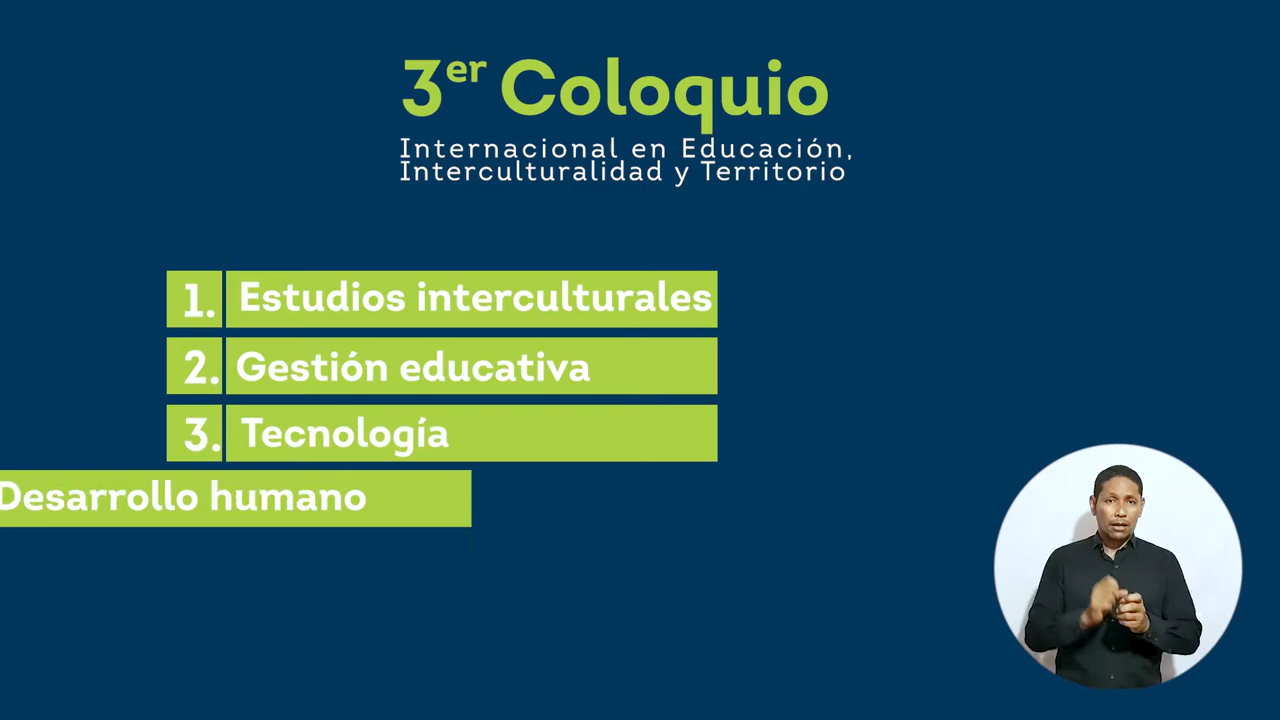 3er Coloquio
Internacional en Educación,
Interculturalidad y Territorio
1. Estudios interculturales
2. Gestión educativa
3. Tecnología
Desarrollo humano